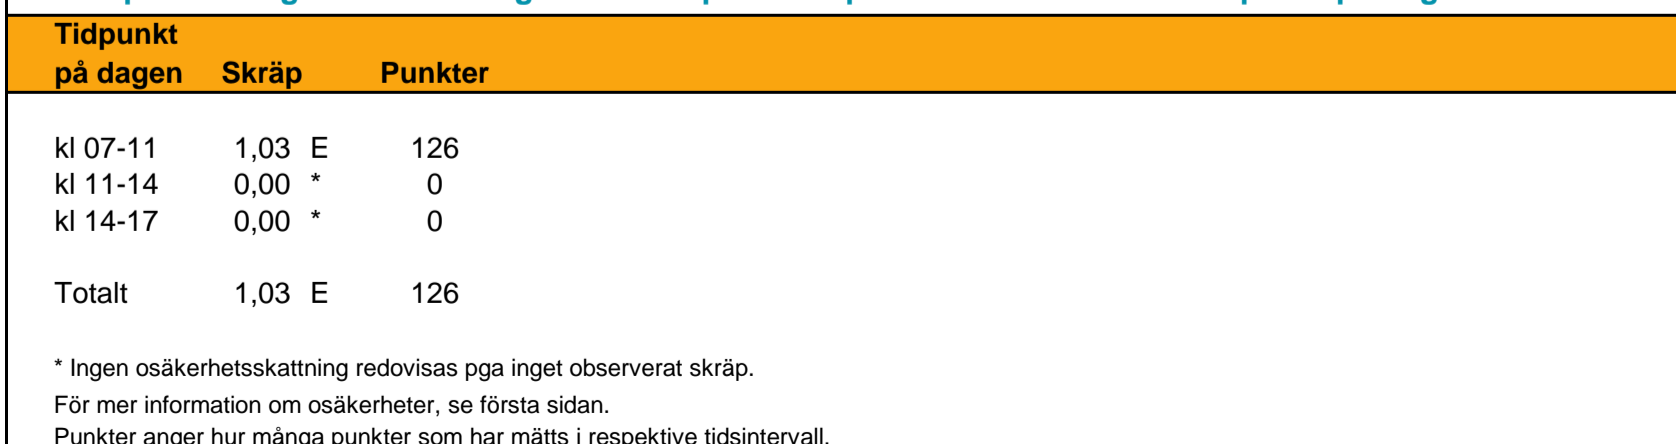 Tidpunkt
på dagen Skräp Punkter
kl 07-11 1,03 E 126
kl 11-14 0,00 * 0
kl 14-17 0,00 * 0
Totalt 1,03 E 126
* Ingen osäkerhetsskattning redovisas pga inget observerat skräp.
För mer information om osäkerheter, se första sidan.
Punkter anger hur många punkter som har mätts i respektive tidsintervall.